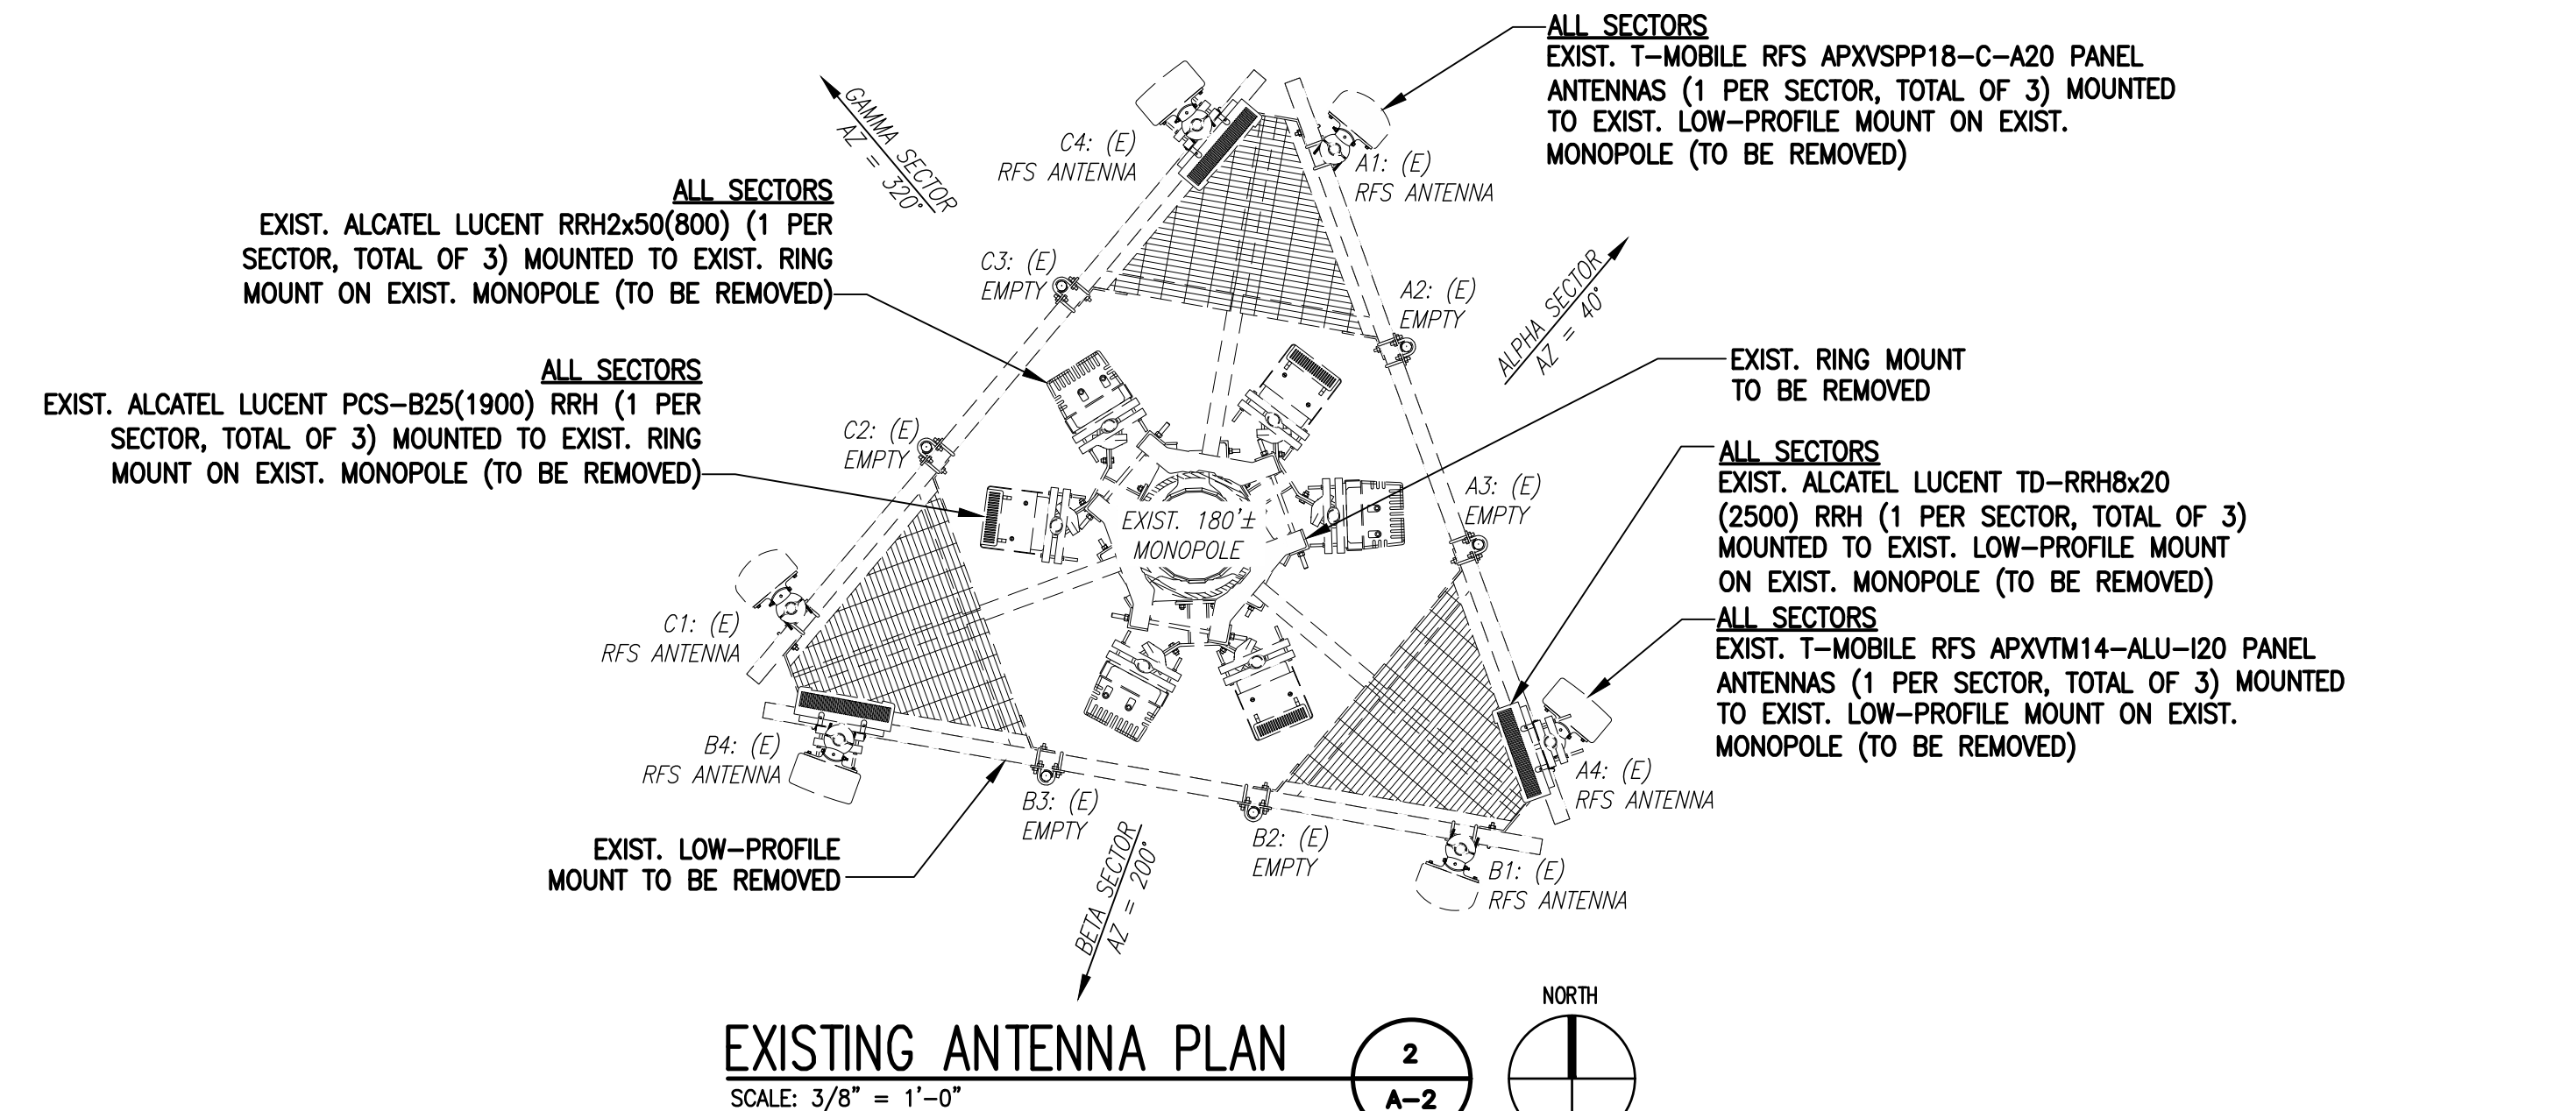 ALL SECTORS
EXIST. T-MOBILE RFS APXVSPP18-C-A20 PANEL
ANTENNAS (1 PER SECTOR, TOTAL OF 3) MOUNTED
TO EXIST. LOW-PROFILE MOUNT ON EXIST.
MONOPOLE (TO BE REMOVED)
GAMMA SECTOR
AZ = 320°
C4: (E)
RFS ANTENNA
A1: (E)
RFS ANTENNA
ALL SECTORS
EXIST. ALCATEL LUCENT RRH2x50(800) (1 PER
SECTOR, TOTAL OF 3) MOUNTED TO EXIST. RING
MOUNT ON EXIST. MONOPOLE (TO BE REMOVED)
C3: (E)
EMPTY
A2: (E)
EMPTY
ALPHA SECTOR
AZ = 40°
ALL SECTORS
EXIST. ALCATEL LUCENT PCS-B25(1900) RRH (1 PER
SECTOR, TOTAL OF 3) MOUNTED TO EXIST. RING
MOUNT ON EXIST. MONOPOLE (TO BE REMOVED)
EXIST. RING MOUNT
TO BE REMOVED
C2: (E)
EMPTY
A3: (E)
EMPTY
EXIST. 180'±
MONOPOLE
ALL SECTORS
EXIST. ALCATEL LUCENT TD-RRH8x20
(2500) RRH (1 PER SECTOR, TOTAL OF 3)
MOUNTED TO EXIST. LOW-PROFILE MOUNT
ON EXIST. MONOPOLE (TO BE REMOVED)
C1: (E)
RFS ANTENNA
ALL SECTORS
EXIST. T-MOBILE RFS APXVTM14-ALU-I20 PANEL
ANTENNAS (1 PER SECTOR, TOTAL OF 3) MOUNTED
TO EXIST. LOW-PROFILE MOUNT ON EXIST.
MONOPOLE (TO BE REMOVED)
B4: (E)
RFS ANTENNA
A4: (E)
RFS ANTENNA
B3: (E)
EMPTY
B2: (E)
EMPTY
B1: (E)
RFS ANTENNA
EXIST. LOW-PROFILE
MOUNT TO BE REMOVED
BETA SECTOR
AZ = 200°
EXISTING ANTENNA PLAN
SCALE: 3/8" = 1'-0"
2
A-2
NORTH